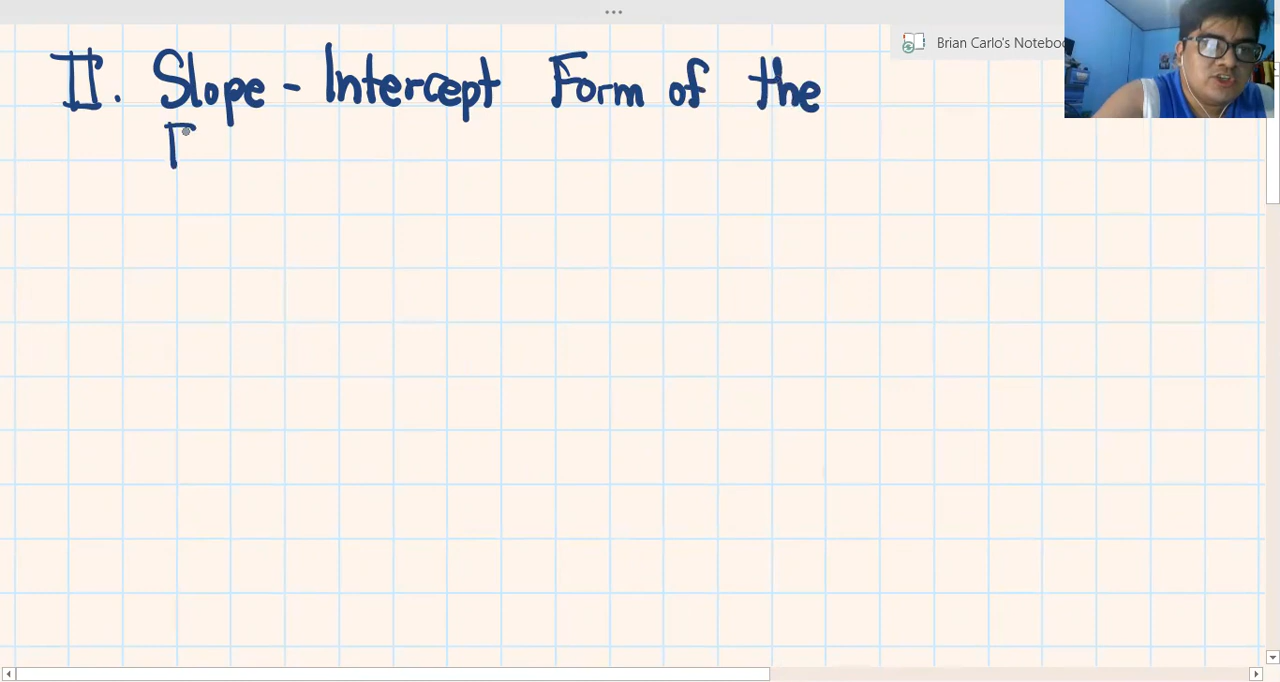 Brian Carlo's Notebo
II. Slope - Intercept Form of the